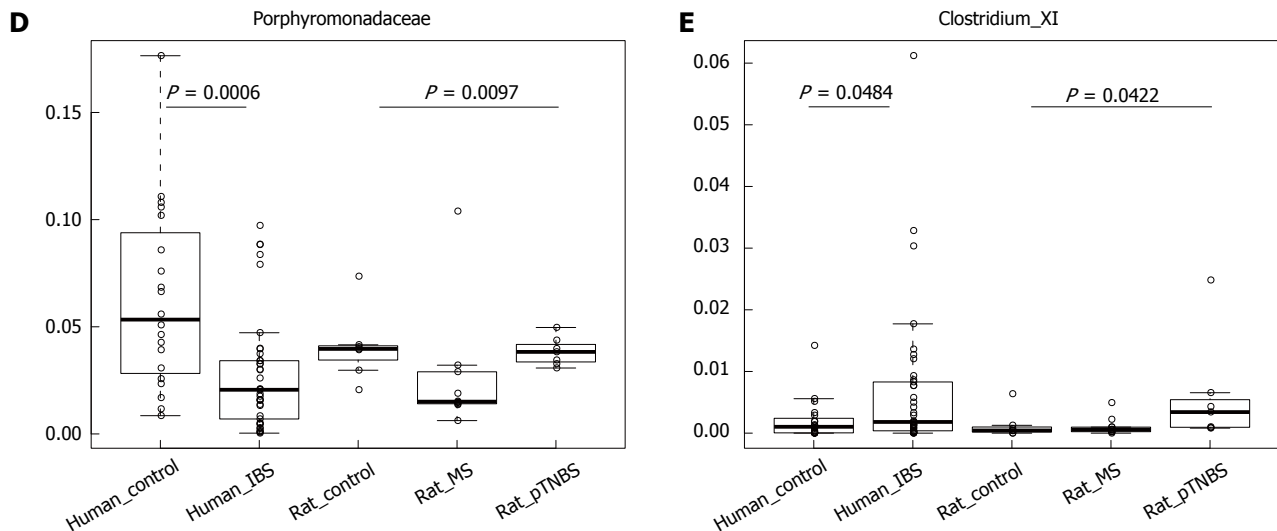 D
Porphyromonadaceae
P = 0.0006
P = 0.0097
0.15
0.10
0.05
0.00
Human_control
Human_IBS
Rat_control
Rat_MS
Rat_pTNBS
E
Clostridium_XI
P = 0.0484
P = 0.0422
0.06
0.05
0.04
0.03
0.02
0.01
0.00
Human_control
Human_IBS
Rat_control
Rat_MS
Rat_pTNBS